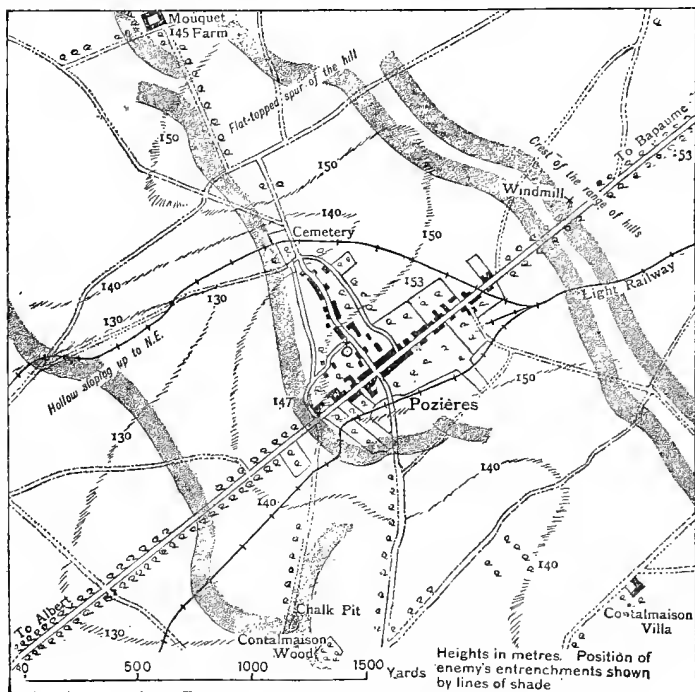 Mouquet
145 Farm
To Bapaume
150
Flat-topped spur of the hill
Crest of the range of hills
153
Windmill
150
140
Cemetery
150
140
153
Light Railway
130
130
Hollow sloping up to N.E.
150
147
Pozières
130
140
140
140
Chalk Pit
Contalmaison
Villa
To Albert
130
Contalmaison
Wood
Heights in metres. Position of
enemy's entrenchments shown
by lines of shade
0 500 1000 1500 Yards